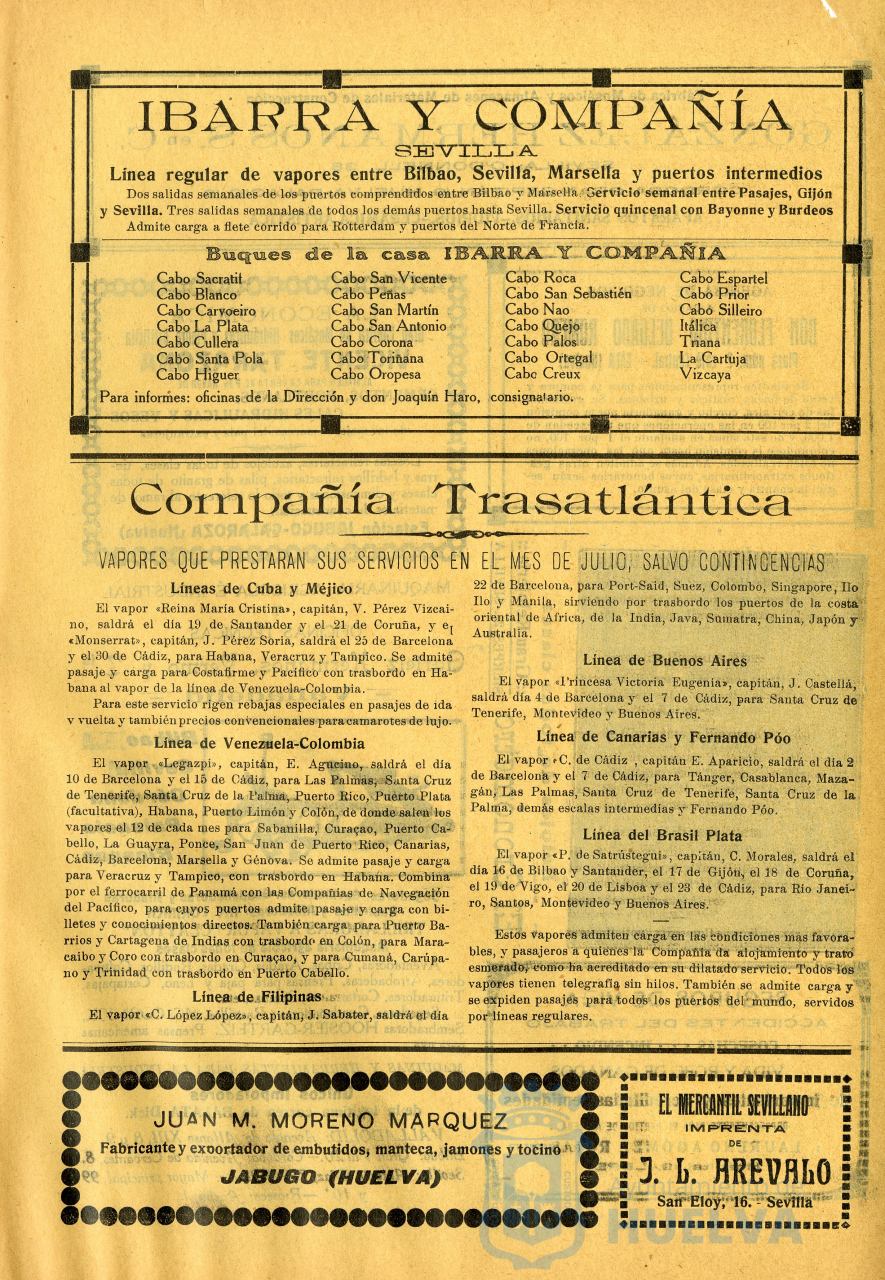 IBARRA Y COMPAÑÍA
SEVILLA
Línea regular de vapores entre Bilbao, Sevilla, Marsella y puertos intermedios
Dos salidas semanales de los puertos comprendidos entre Bilbao y Marsella. Servicio semanal entre Pasajes, Gijón
y Sevilla. Tres salidas semanales de todos los demás puertos hasta Sevilla. Servicio quincenal con Bayonne y Burdeos
Admite carga a flete corrido para Rotterdam y puertos del Norte de Francia.
Buques de la casa IBARRA Y COMPAÑIA
Cabo Sacratif
Cabo Blanco
Cabo Carvoeiro
Cabo La Plata
Cabo Cullera
Cabo Santa Pola
Cabo Higuer
Cabo San Vicente
Cabo Peñas
Cabo San Martín
Cabo San Antonio
Cabo Corona
Cabo Toriñana
Cabo Oropesa
Cabo Roca
Cabo San Sebastién
Cabo Nao
Cabo Quejo
Cabo Palos
Cabo Ortegal
Cabo Creux
Cabo Espartel
Cabo Prior
Cabo Silleiro
Itálica
Triana
La Cartuja
Vizcaya
Para informes: oficinas de la Dirección y don Joaquín Haro, consignatario.
Compañía Trasatlántica
VAPORES QUE PRESTARAN SUS SERVICIOS EN EL MES DE JULIO, SALVO CONTINGENCIAS
Líneas de Cuba y Méjico
El vapor «Reina María Cristina», capitán, V. Pérez Vizcai-
no, saldrá el día 19 de Santander y el 21 de Coruña, y el
«Monserrat», capitán, J. Pérez Soria, saldrá el 25 de Barcelona
y el 30 de Cádiz, para Habana, Veracruz y Tampico. Se admite
pasaje y carga para Costafirme y Pacífico con trasbordo en Ha-
bana al vapor de la línea de Venezuela-Colombia.
Para este servicio rigen rebajas especiales en pasajes de ida
y vuelta y también precios convencionales para camarotes de lujo.
Línea de Venezuela-Colombia
El vapor «Legazpi», capitán, E. Agucino, saldrá el día
10 de Barcelona y el 15 de Cádiz, para Las Palmas, Santa Cruz
de Tenerife, Santa Cruz de la Palma, Puerto Rico, Puerto Plata
(facultativa), Habana, Puerto Limón y Colón, de donde salen los
vapores el 12 de cada mes para Sabanilla, Curaçao, Puerto Ca-
bello, La Guayra, Ponce, San Juan de Puerto Rico, Canarias,
Cádiz, Barcelona, Marsella y Génova. Se admite pasaje y carga
para Veracruz y Tampico, con trasbordo en Habana. Combina
por el ferrocarril de Panamá con las Compañías de Navegación
del Pacífico, para cuyos puertos admite pasaje y carga con bi-
lletes y conocimientos directos. También carga para Puerto Ba-
rrios y Cartagena de Indias con trasbordo en Colón, para Mara-
caibo y Coro con trasbordo en Curaçao, y para Cumaná, Carúpa-
no y Trinidad con trasbordo en Puerto Cabello.
Línea de Filipinas
El vapor «C. López López», capitán, J. Sabater, saldrá el día
22 de Barcelona, para Port-Said, Suez, Colombo, Singapore, Ilo
Ilo y Manila, sirviendo por trasbordo los puertos de la costa
oriental de Africa, de la India, Java, Sumatra, China, Japón y
Australia.
Línea de Buenos Aires
El vapor «Princesa Victoria Eugenia», capitán, J. Castellá,
saldrá día 4 de Barcelona y el 7 de Cádiz, para Santa Cruz de
Tenerife, Montevideo y Buenos Aires.
Línea de Canarias y Fernando Póo
El vapor «C. de Cádiz , capitán E. Aparicio, saldrá el día 2
de Barcelona y el 7 de Cádiz, para Tánger, Casablanca, Maza-
gán, Las Palmas, Santa Cruz de Tenerife, Santa Cruz de la
Palma, demás escalas intermedias y Fernando Póo.
Línea del Brasil Plata
El vapor «P. de Satrústegui», capitán, C. Morales, saldrá el
día 16 de Bilbao y Santander, el 17 de Gijón, el 18 de Coruña,
el 19 de Vigo, el 20 de Lisboa y el 23 de Cádiz, para Río Janei-
ro, Santos, Montevideo y Buenos Aires.
Estos Vapores admiten carga en las condiciones más favora-
bles, y pasajeros a quienes la Compañía da alojamiento y trato
esmerado, como ha acreditado en su dilatado servicio. Todos los
vapores tienen telegrafía sin hilos. También se admite carga y
se expiden pasajes para todos los puertos del mundo, servidos
por líneas regulares.
JUAN M. MORENO MARQUEZ
Fabricante y exportador de embutidos, manteca, jamones y tocino
JABUGO (HUELVA)
EL MERCANTIL SEVILLANO
IMPRENTA
DE
J. L. AREVALO
San Eloy, 16. - Sevilla
HUELVA